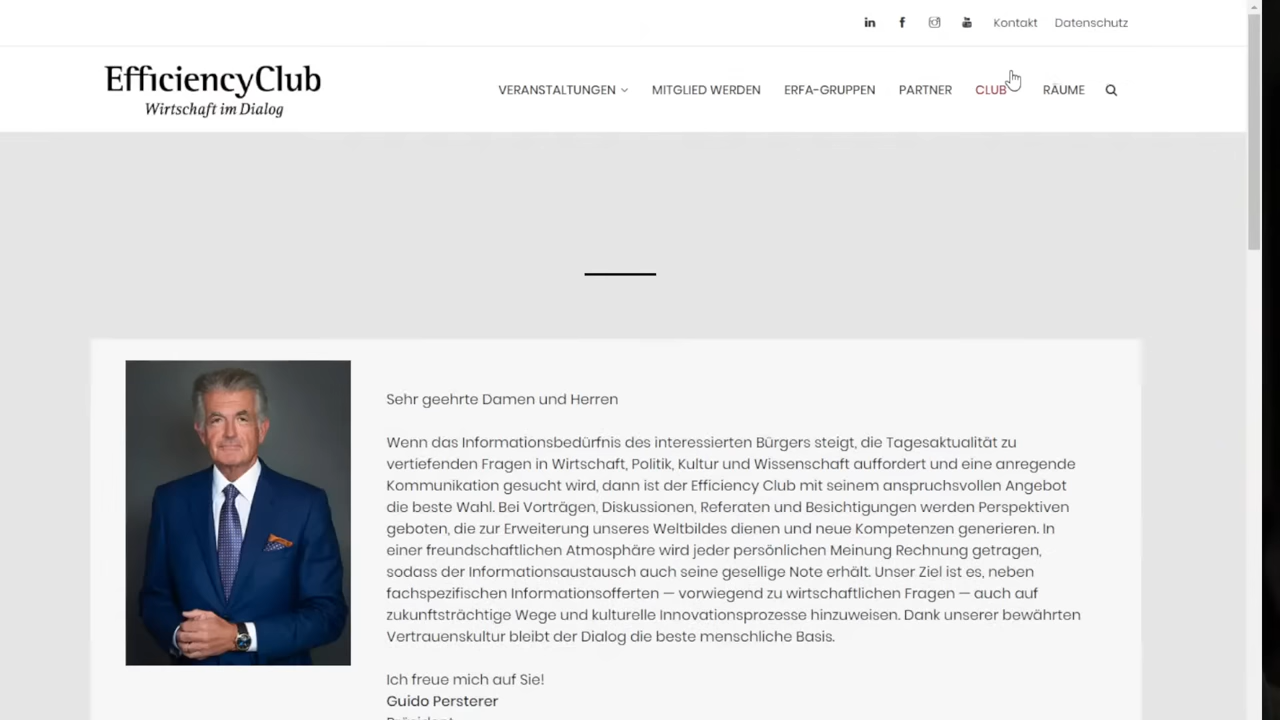 Kontakt Datenschutz
EfficiencyClub
Wirtschaft im Dialog
VERANSTALTUNGEN MITGLIED WERDEN ERFA-GRUPPEN PARTNER CLUB RÄUME
Sehr geehrte Damen und Herren
Wenn das Informationsbedürfnis des interessierten Bürgers steigt, die Tagesaktualität zu
vertiefenden Fragen in Wirtschaft, Politik, Kultur und Wissenschaft auffordert und eine anregende
Kommunikation gesucht wird, dann ist der Efficiency Club mit seinem anspruchsvollen Angebot
die beste Wahl. Bei Vorträgen, Diskussionen, Referaten und Besichtigungen werden Perspektiven
geboten, die zur Erweiterung unseres Weltbildes dienen und neue Kompetenzen generieren. In
einer freundschaftlichen Atmosphäre wird jeder persönlichen Meinung Rechnung getragen,
sodass der Informationsaustausch auch seine gesellige Note erhält. Unser Ziel ist es, neben
fachspezifischen Informationsofferten — vorwiegend zu wirtschaftlichen Fragen — auch auf
zukunftsträchtige Wege und kulturelle Innovationsprozesse hinzuweisen. Dank unserer bewährten
Vertrauenskultur bleibt der Dialog die beste menschliche Basis.
Ich freue mich auf Sie!
Guido Persterer